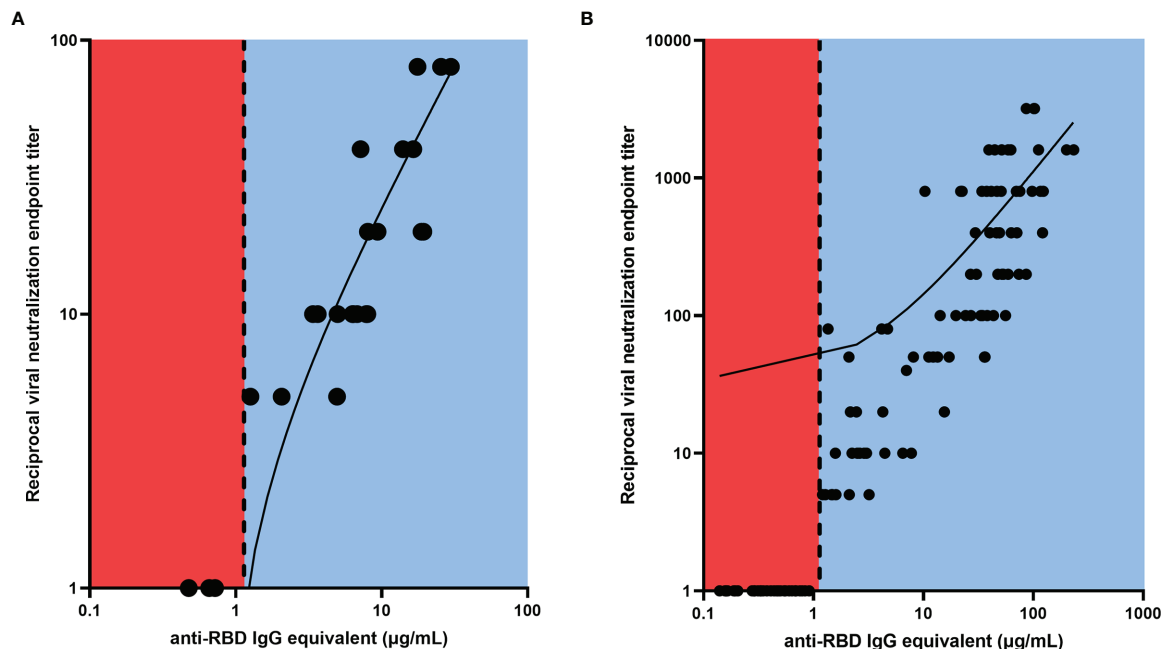 A
Reciprocal viral neutralization endpoint titer
100
10
1
0.1
1
10
100
anti-RBD IgG equivalent (µg/mL)
B
Reciprocal viral neutralization endpoint titer
10000
1000
100
10
1
0.1
1
10
100
1000
anti-RBD IgG equivalent (µg/mL)